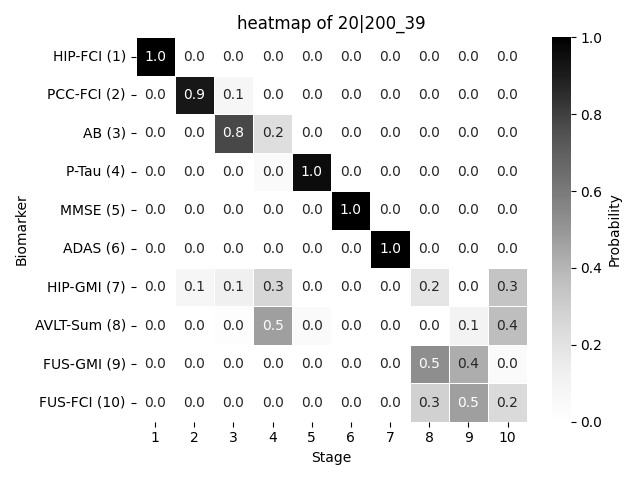 heatmap of 20|200_39
HIP-FCI (1) 1.0 0.0 0.0 0.0 0.0 0.0 0.0 0.0 0.0 0.0
PCC-FCI (2) 0.0 0.9 0.1 0.0 0.0 0.0 0.0 0.0 0.0 0.0
AB (3) 0.0 0.0 0.8 0.2 0.0 0.0 0.0 0.0 0.0 0.0
P-Tau (4) 0.0 0.0 0.0 0.0 1.0 0.0 0.0 0.0 0.0 0.0
MMSE (5) 0.0 0.0 0.0 0.0 0.0 1.0 0.0 0.0 0.0 0.0
ADAS (6) 0.0 0.0 0.0 0.0 0.0 0.0 1.0 0.0 0.0 0.0
HIP-GMI (7) 0.0 0.1 0.1 0.3 0.0 0.0 0.0 0.2 0.0 0.3
AVLT-Sum (8) 0.0 0.0 0.0 0.5 0.0 0.0 0.0 0.0 0.1 0.4
FUS-GMI (9) 0.0 0.0 0.0 0.0 0.0 0.0 0.0 0.5 0.4 0.0
FUS-FCI (10) 0.0 0.0 0.0 0.0 0.0 0.0 0.0 0.3 0.5 0.2
1 2 3 4 5 6 7 8 9 10
Stage
Biomarker
1.0
0.8
0.6
0.4
0.2
0.0
Probability